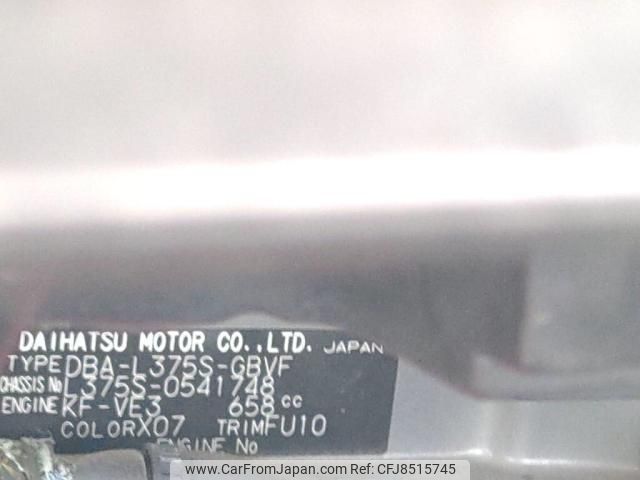 DAIHATSU MOTOR CO.,LTD. JAPAN
TYPE DBA-L375S-GBVF
CHASSIS No L375S-0541748
ENGINE KF-VE3 658 cc
COLOR X07 TRIM FU10
ENGINE No
© www.CarFromJapan.com ID: CFJ8515745